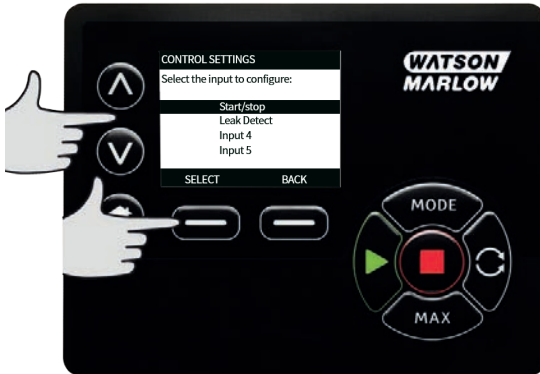 CONTROL SETTINGS
Select the input to configure:
Start/stop
Leak Detect
Input 4
Input 5
SELECT BACK
WATSON
MARLOW
MODE
MAX